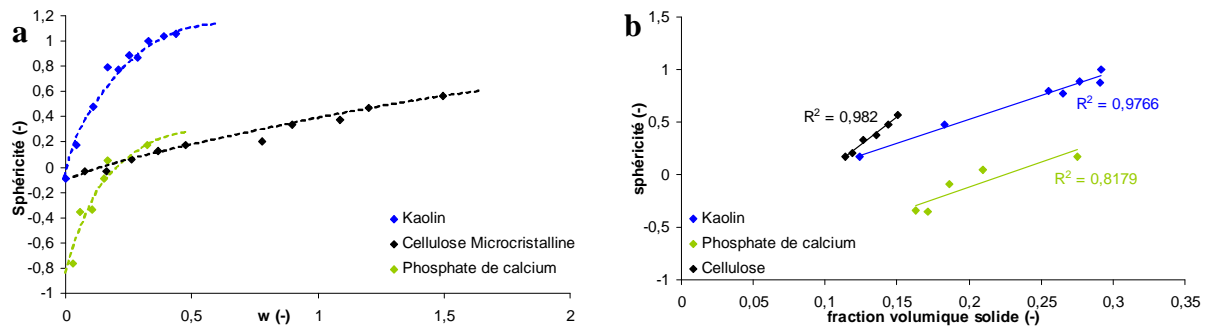 a
1,2
1
0,8
0,6
0,4
0,2
0
-0,2
-0,4
-0,6
-0,8
-1
Sphéricité (-)
0 0,5 1 1,5 2
w (-)
Kaolin
Cellulose Microcristalline
Phosphate de calcium
b
1,5
1
0,5
0
-0,5
-1
sphéricité (-)
R² = 0,982
R² = 0,9766
R² = 0,8179
Kaolin
Phosphate de calcium
Cellulose
0 0,05 0,1 0,15 0,2 0,25 0,3 0,35
fraction volumique solide (-)